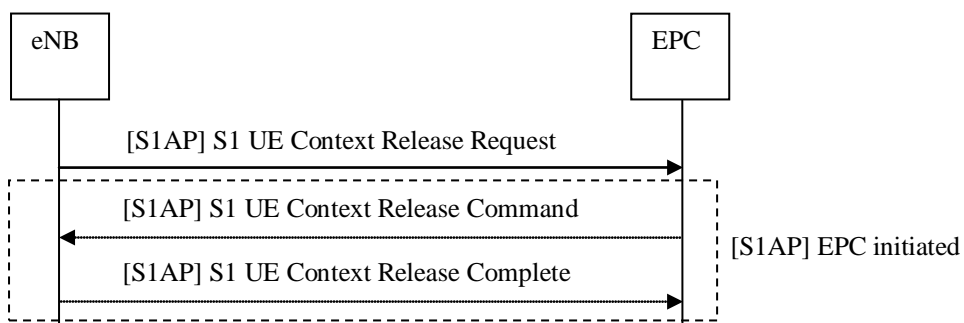 eNB
EPC
[S1AP] S1 UE Context Release Request
[S1AP] S1 UE Context Release Command
[S1AP] EPC initiated
[S1AP] S1 UE Context Release Complete